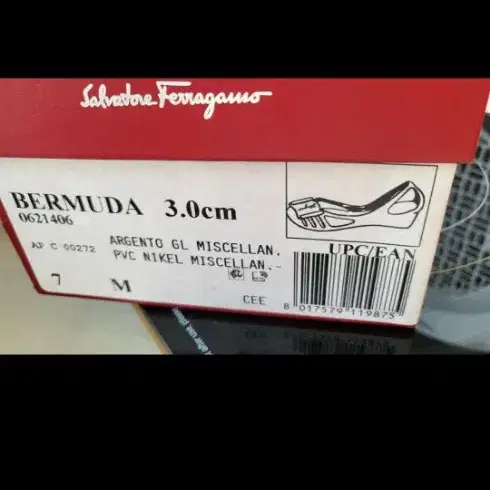 Salvatore Ferragamo
BERMUDA 3.0cm
0621406
AP C 00272 ARGENTO GL MISCELLAN.
PVC NIKEL MISCELLAN.-
7 M
CEE
UPC/EAN
8 017579 119875